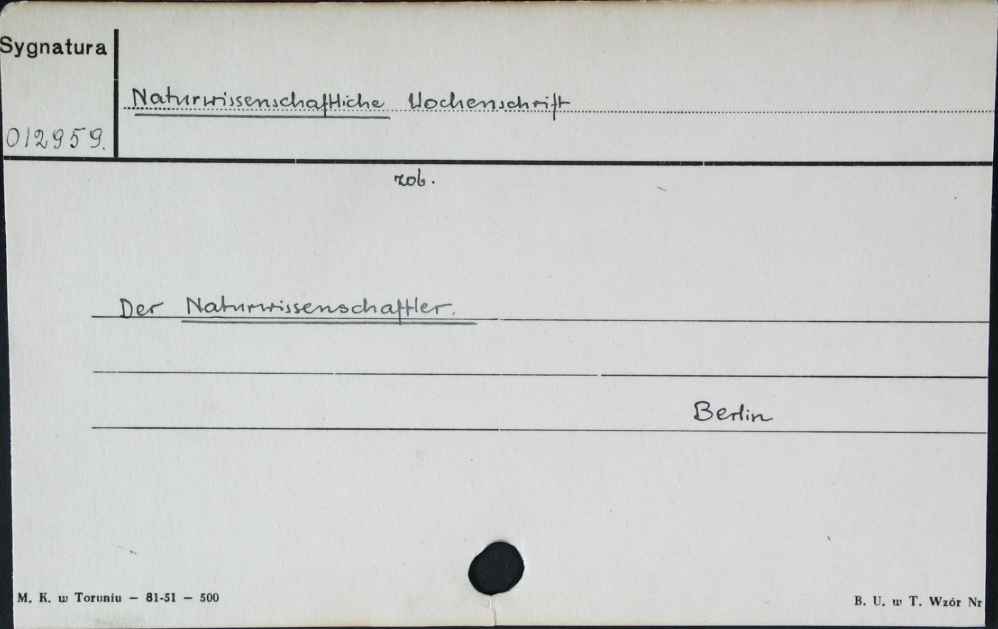 Sygnatura
Naturwissenschaftliche Wochenschrift
012959.
zob.
Der Naturwissenschaftler.
Berlin
M. K. w Toruniu — 81-51 — 500
B. U. w T. Wzór Nr